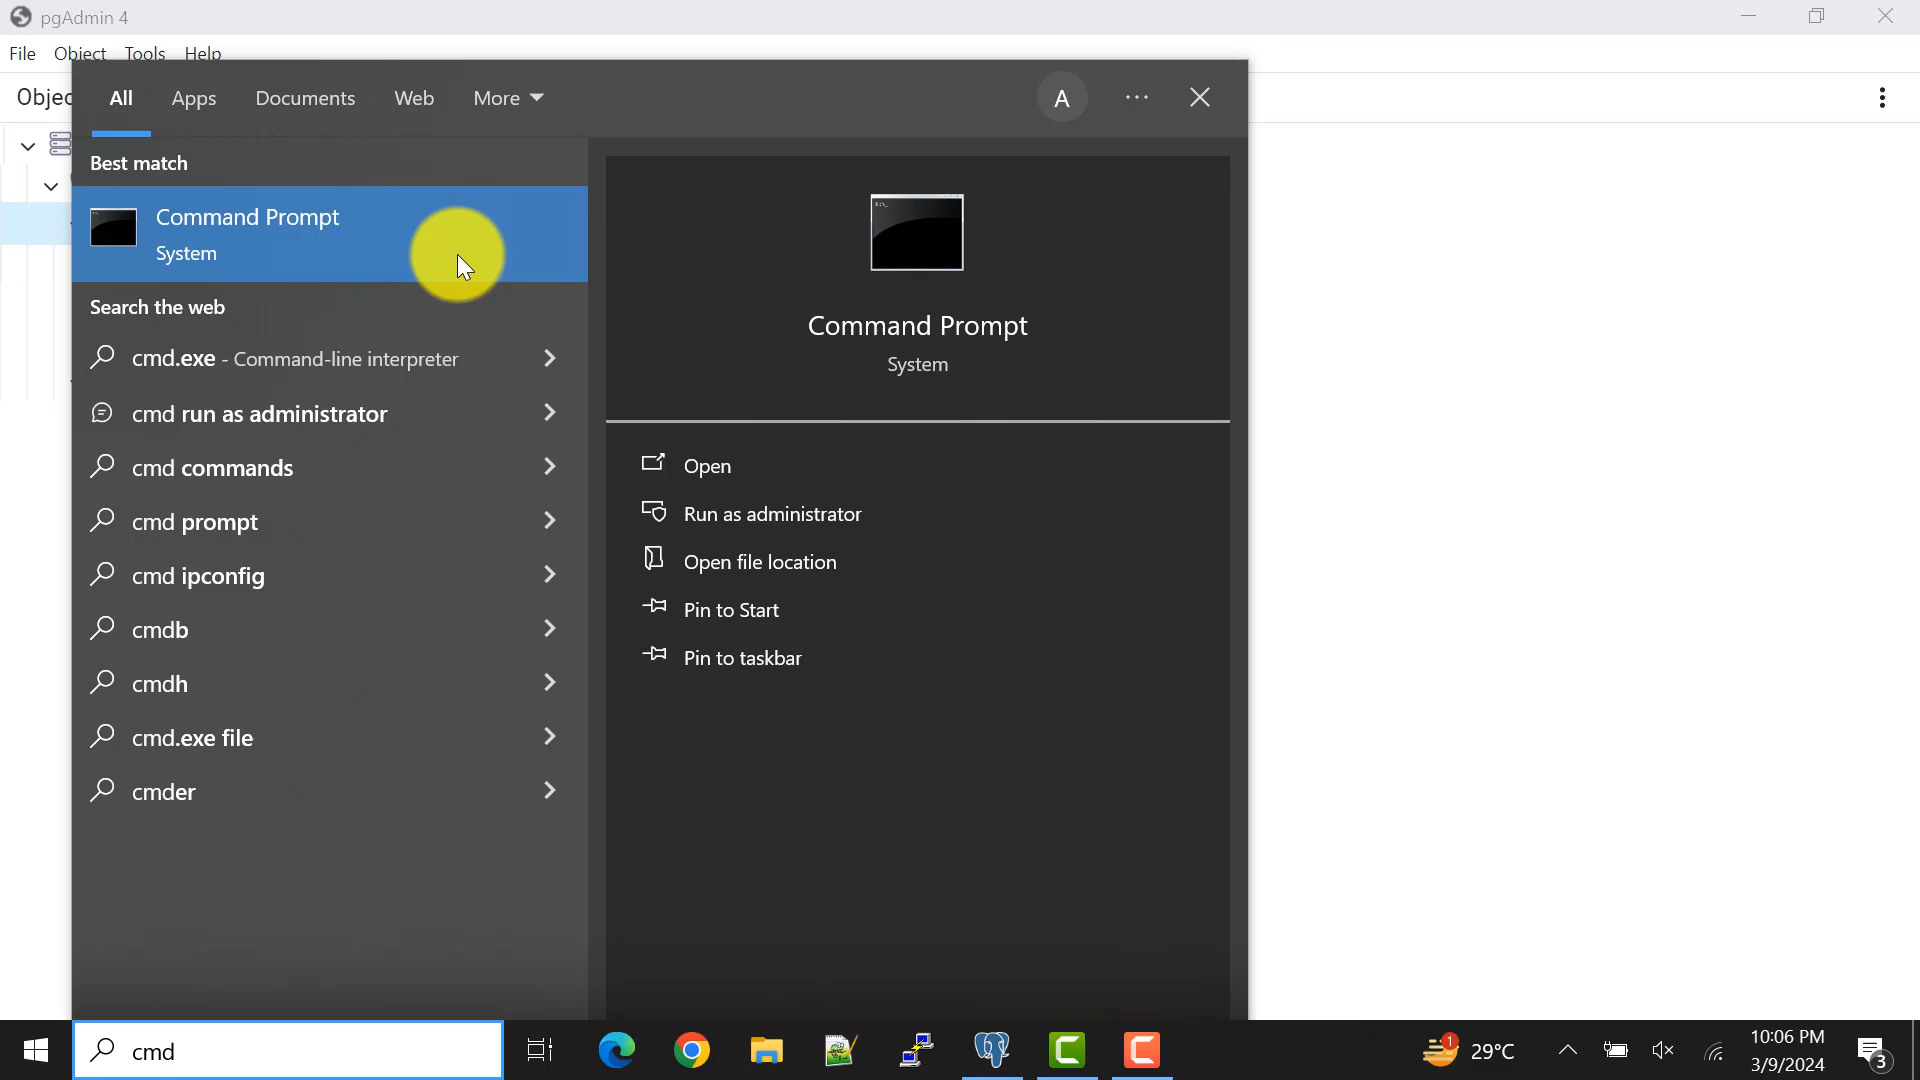 pgAdmin 4
File Object Tools Help
Objec
All Apps Documents Web More
A
Best match
Command Prompt
System
Search the web
cmd.exe - Command-line interpreter
cmd run as administrator
cmd commands
cmd prompt
cmd ipconfig
cmdb
cmdh
cmd.exe file
cmder
Command Prompt
System
Open
Run as administrator
Open file location
Pin to Start
Pin to taskbar
cmd
1
29°C
10:06 PM
3/9/2024
3